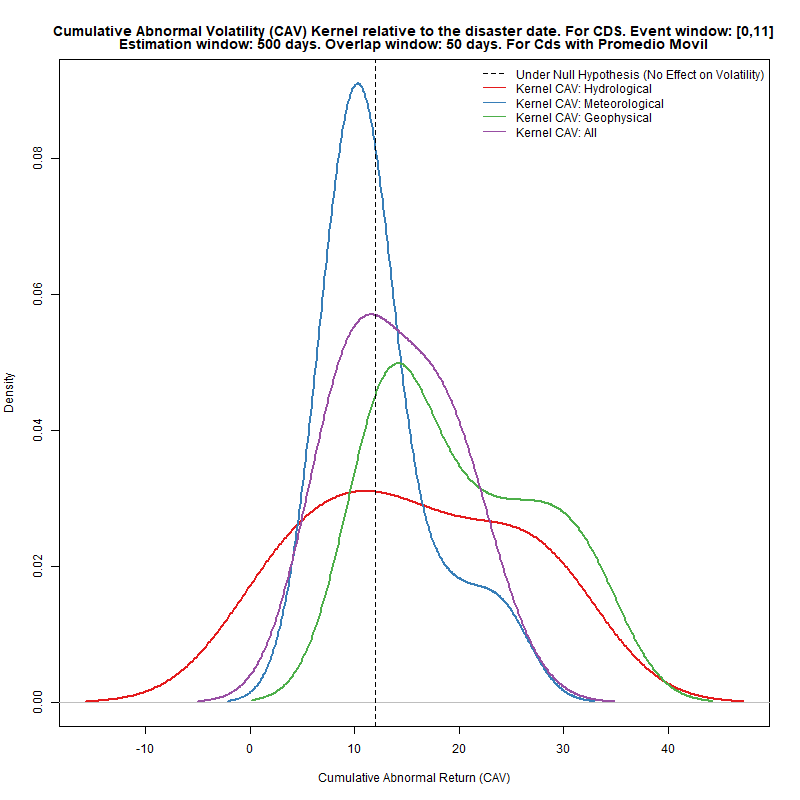 Cumulative Abnormal Volatility (CAV) Kernel relative to the disaster date. For CDS. Event window: [0,11]
Estimation window: 500 days. Overlap window: 50 days. For Cds with Promedio Movil
Under Null Hypothesis (No Effect on Volatility)
Kernel CAV: Hydrological
Kernel CAV: Meteorological
Kernel CAV: Geophysical
Kernel CAV: All
Density
0.08
0.06
0.04
0.02
0.00
-10 0 10 20 30 40
Cumulative Abnormal Return (CAV)